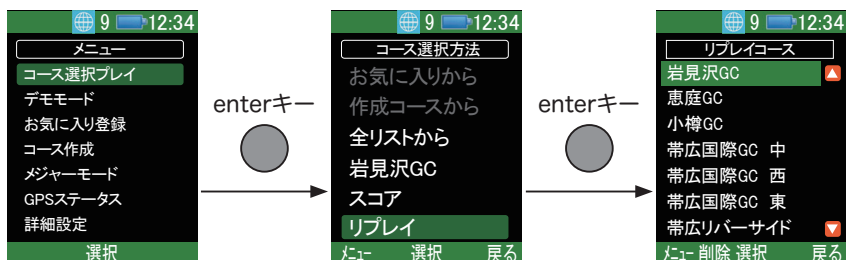 9 12:34
メニュー
コース選択プレイ
デモモード
お気に入り登録
コース作成
メジャーモード
GPSステータス
詳細設定
選択
enterキー
9 12:34
コース選択方法
お気に入りから
作成コースから
全リストから
岩見沢GC
スコア
リプレイ
ﾒﾆｭｰ 選択 戻る
enterキー
9 12:34
リプレイコース
岩見沢GC
恵庭GC
小樽GC
帯広国際GC 中
帯広国際GC 西
帯広国際GC 東
帯広リバーサイド
ﾒﾆｭｰ 削除 選択 戻る